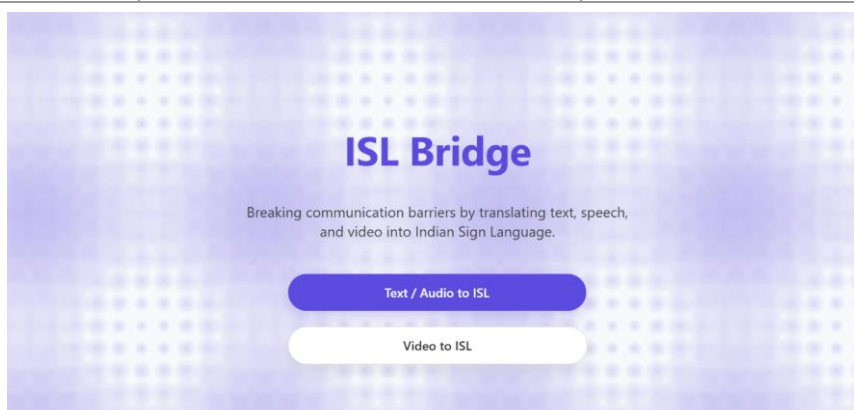 ISL Bridge
Breaking communication barriers by translating text, speech,
and video into Indian Sign Language.
Text / Audio to ISL
Video to ISL